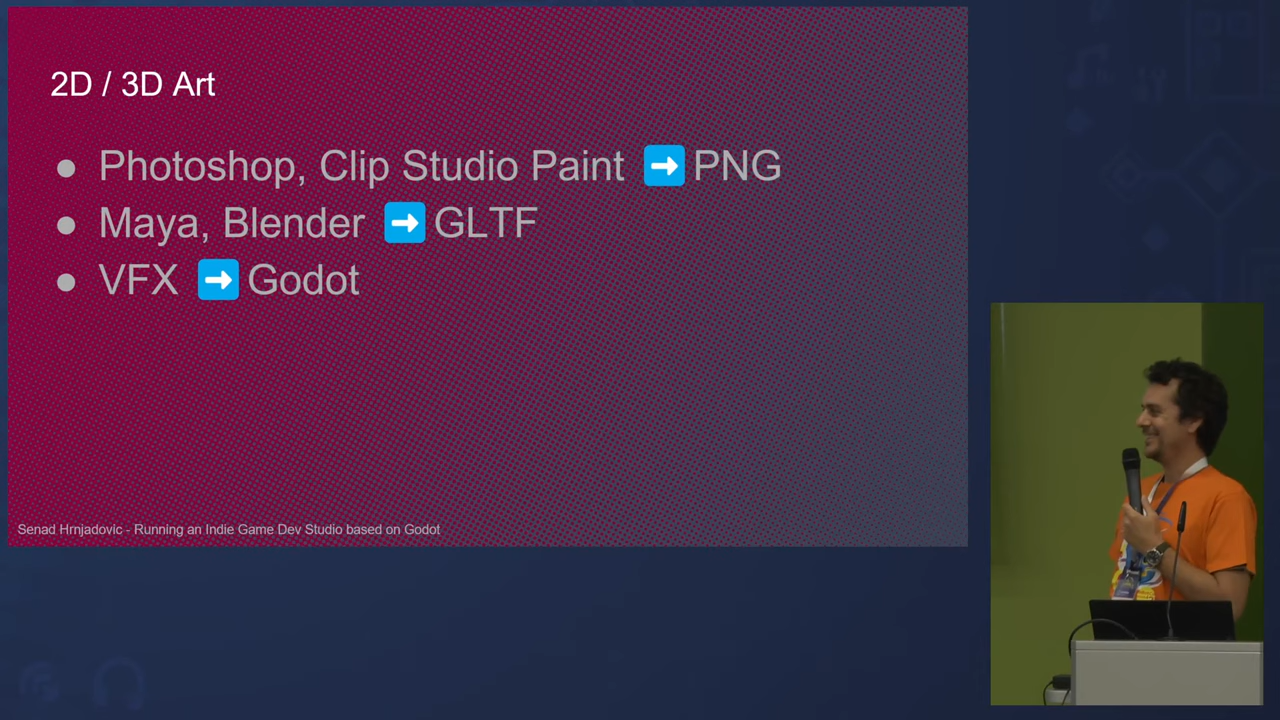 2D / 3D Art
● Photoshop, Clip Studio Paint ➡ PNG
● Maya, Blender ➡ GLTF
● VFX ➡ Godot
Senad Hrnjadovic - Running an Indie Game Dev Studio based on Godot